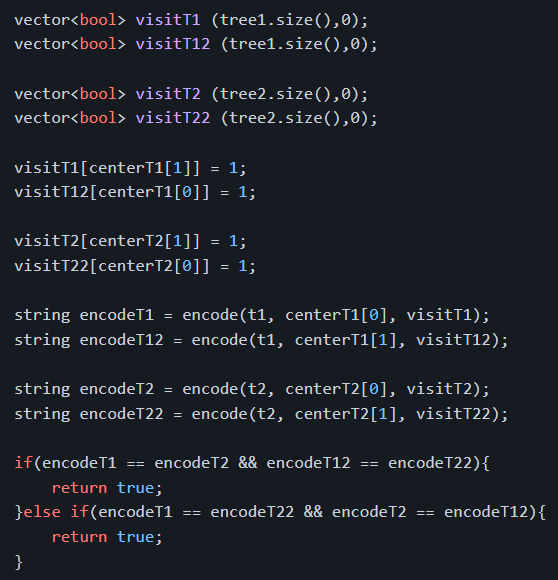 vector<bool> visitT1 (tree1.size(),0);
vector<bool> visitT12 (tree1.size(),0);

vector<bool> visitT2 (tree2.size(),0);
vector<bool> visitT22 (tree2.size(),0);

visitT1[centerT1[1]] = 1;
visitT12[centerT1[0]] = 1;

visitT2[centerT2[1]] = 1;
visitT22[centerT2[0]] = 1;

string encodeT1 = encode(t1, centerT1[0], visitT1);
string encodeT12 = encode(t1, centerT1[1], visitT12);

string encodeT2 = encode(t2, centerT2[0], visitT2);
string encodeT22 = encode(t2, centerT2[1], visitT22);

if(encodeT1 == encodeT2 && encodeT12 == encodeT22){
    return true;
}else if(encodeT1 == encodeT22 && encodeT2 == encodeT12){
    return true;
}